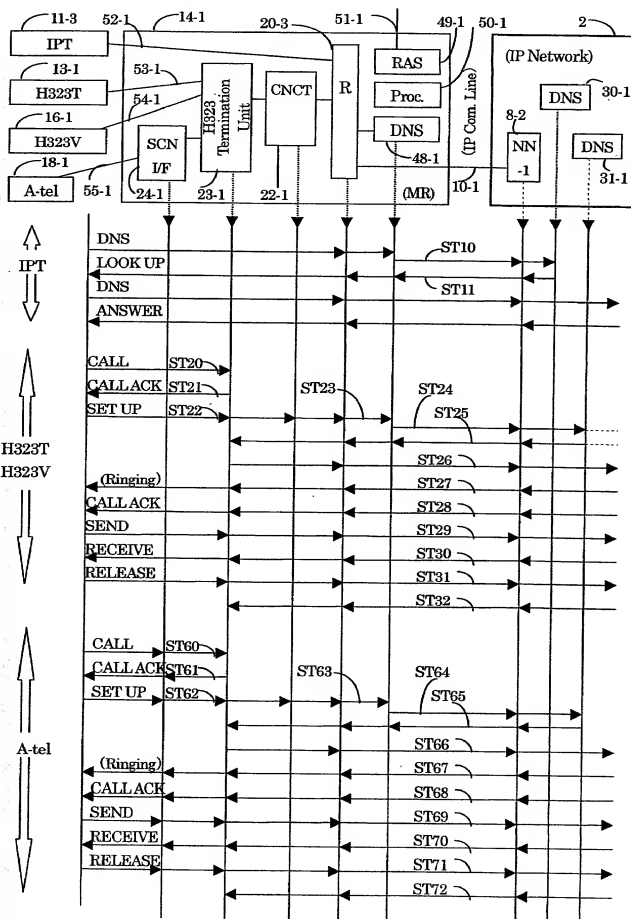 11-3
52-1
14-1
20-3
51-1
49-1
50-1
2
IPT
13-1
53-1
H323T
54-1
16-1
H323V
18-1
A-tel
55-1
SCN
I/F
24-1
H323
Termination
Unit
23-1
CNCT
22-1
R
RAS
Proc.
DNS
48-1
(MR)
(IP Com. Line)
10-1
(IP Network)
30-1
DNS
8-2
NN
-1
DNS
31-1
IPT
DNS
ST10
LOOK UP
ST11
DNS
ANSWER
H323T
H323V
CALL ST20
CALL ACK ST21
SET UP ST22
ST23
ST24
ST25
ST26
(Ringing) ST27
CALL ACK ST28
SEND ST29
RECEIVE ST30
RELEASE ST31
ST32
A-tel
CALL ST60
CALL ACK ST61
SET UP ST62
ST63
ST64
ST65
ST66
(Ringing) ST67
CALL ACK ST68
SEND ST69
RECEIVE ST70
RELEASE ST71
ST72